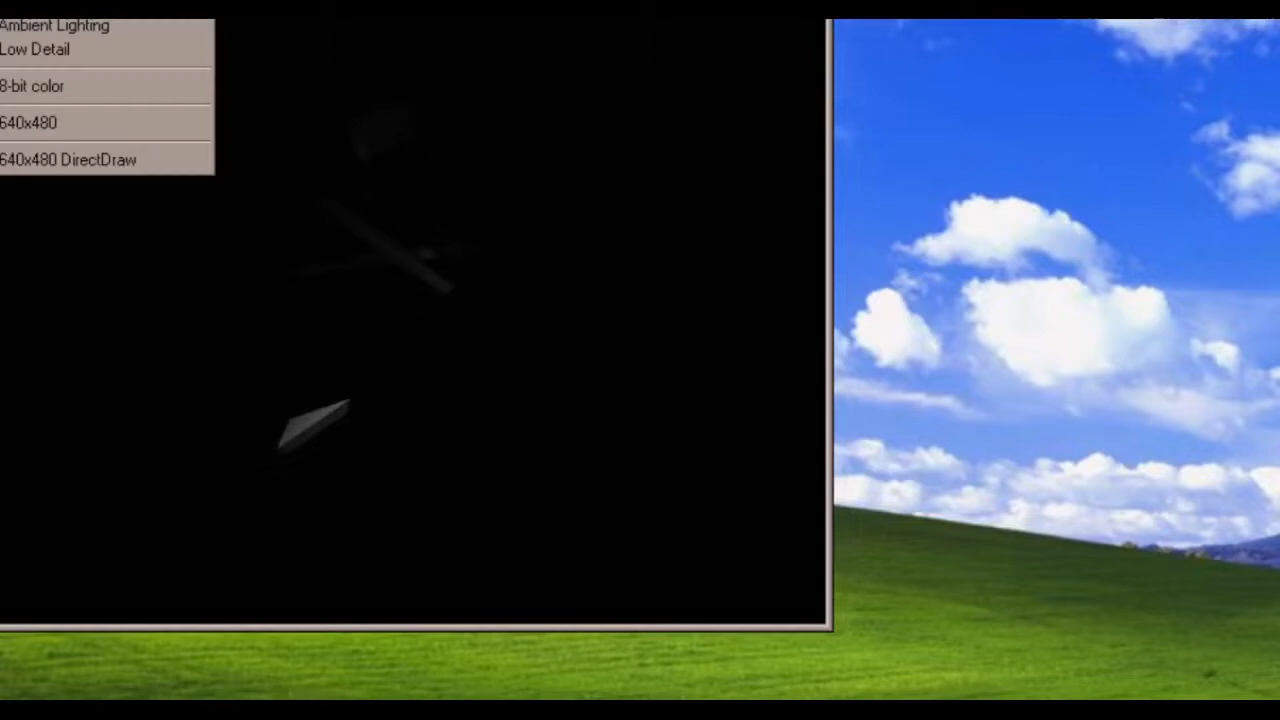 Ambient Lighting
Low Detail
8-bit color
640x480
640x480 DirectDraw